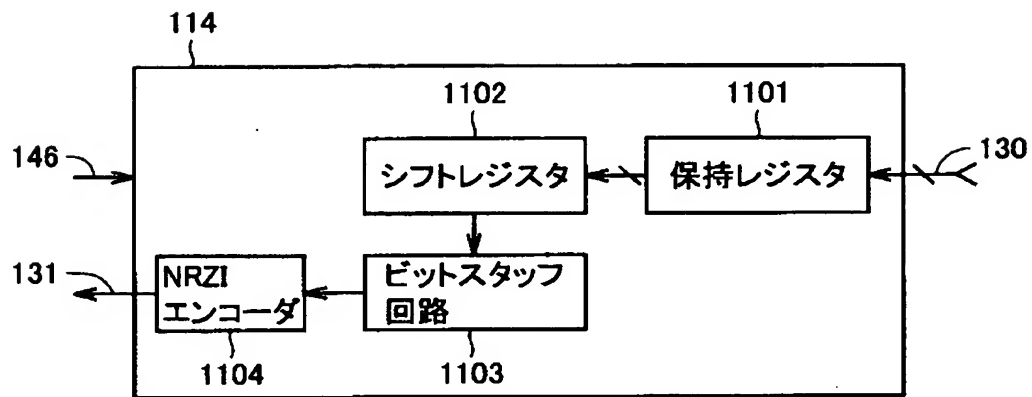 114
1102
1101
146
シフトレジスタ
保持レジスタ
130
131
NRZI
エンコーダ
ビットスタッフ
回路
1104
1103